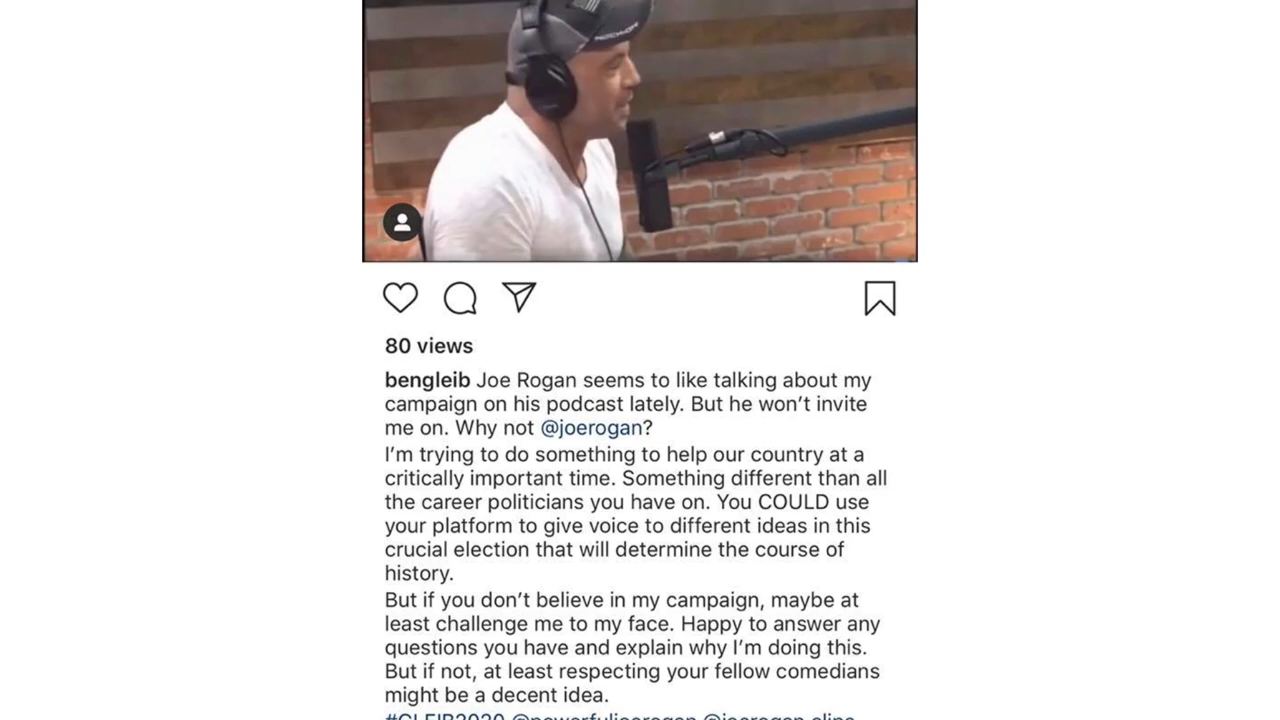 80 views
bengleib Joe Rogan seems to like talking about my
campaign on his podcast lately. But he won’t invite
me on. Why not @joerogan?
I’m trying to do something to help our country at a
critically important time. Something different than all
the career politicians you have on. You COULD use
your platform to give voice to different ideas in this
crucial election that will determine the course of
history.
But if you don’t believe in my campaign, maybe at
least challenge me to my face. Happy to answer any
questions you have and explain why I’m doing this.
But if not, at least respecting your fellow comedians
might be a decent idea.
#GLEIB2020 @powerfuljoerogan @joerogan.clips